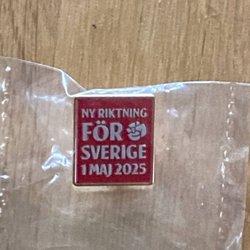 NY RIKTNING
FÖR
SVERIGE
1 MAJ 2025